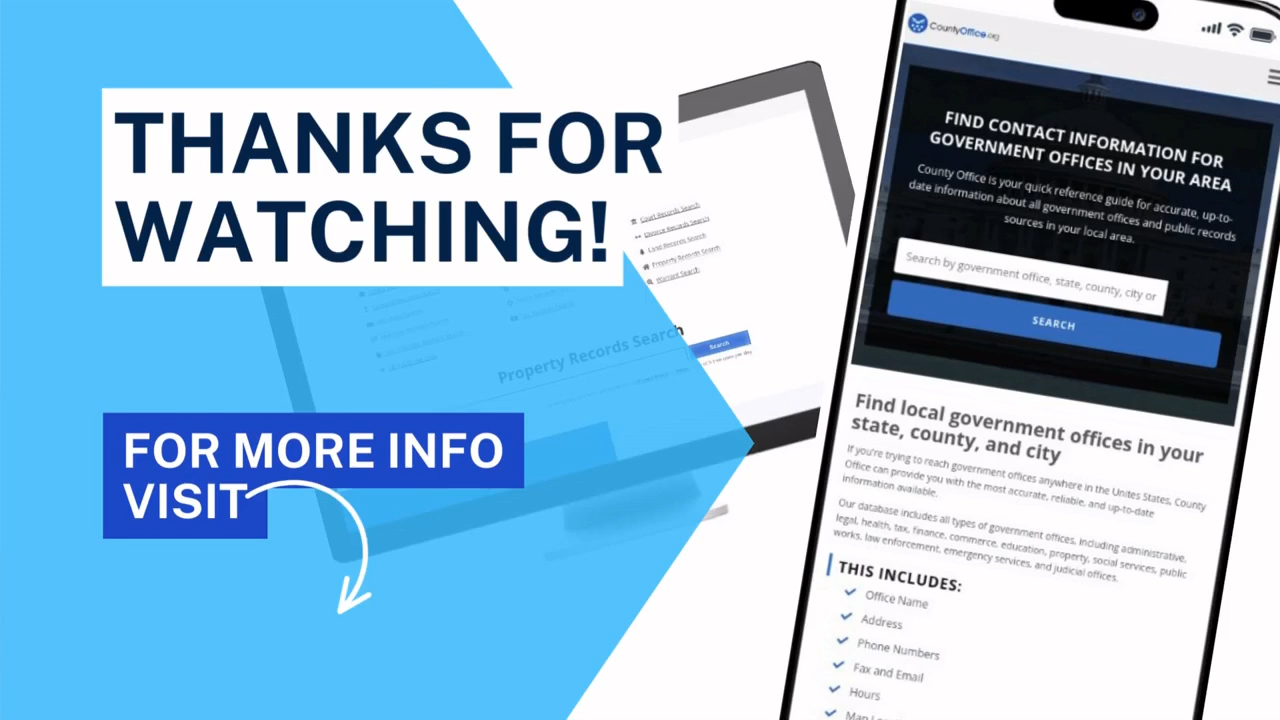 THANKS FOR
WATCHING!
FOR MORE INFO
VISIT
Court Records Search
Divorce Records Search
Land Records Search
Property Records Search
Warrant Search
Property Records Search
Search
CountyOffice.org
FIND CONTACT INFORMATION FOR
GOVERNMENT OFFICES IN YOUR AREA
County Office is your quick reference guide for accurate, up-to-
date information about all government offices and public records
sources in your local area.
Search by government office, state, county, city or
SEARCH
Find local government offices in your
state, county, and city
If you're trying to reach government offices anywhere in the Unites States, County
Office can provide you with the most accurate, reliable, and up-to-date
information available.
Our database includes all types of government offices, including administrative,
legal, health, tax, finance, commerce, education, property, social services, public
works, law enforcement, emergency services, and judicial offices.
THIS INCLUDES:
Office Name
Address
Phone Numbers
Fax and Email
Hours
Map